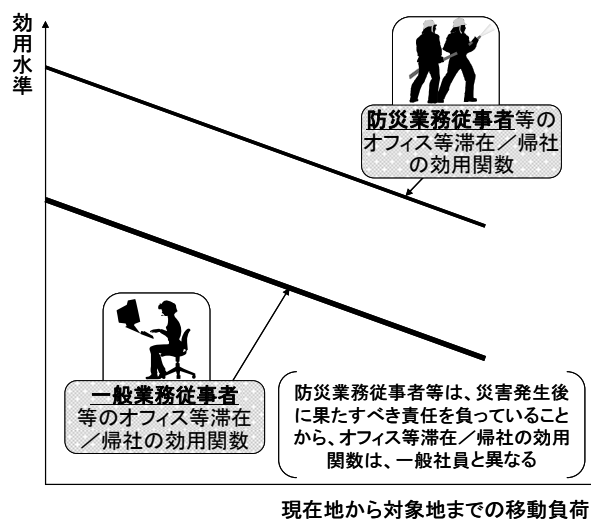 効用水準
防災業務従事者等の
オフィス等滞在／帰社
の効用関数
一般業務従事者
等のオフィス等滞在
／帰社の効用関数
防災業務従事者等は、災害発生後
に果たすべき責任を負っていること
から、オフィス等滞在／帰社の効用
関数は、一般社員と異なる
現在地から対象地までの移動負荷